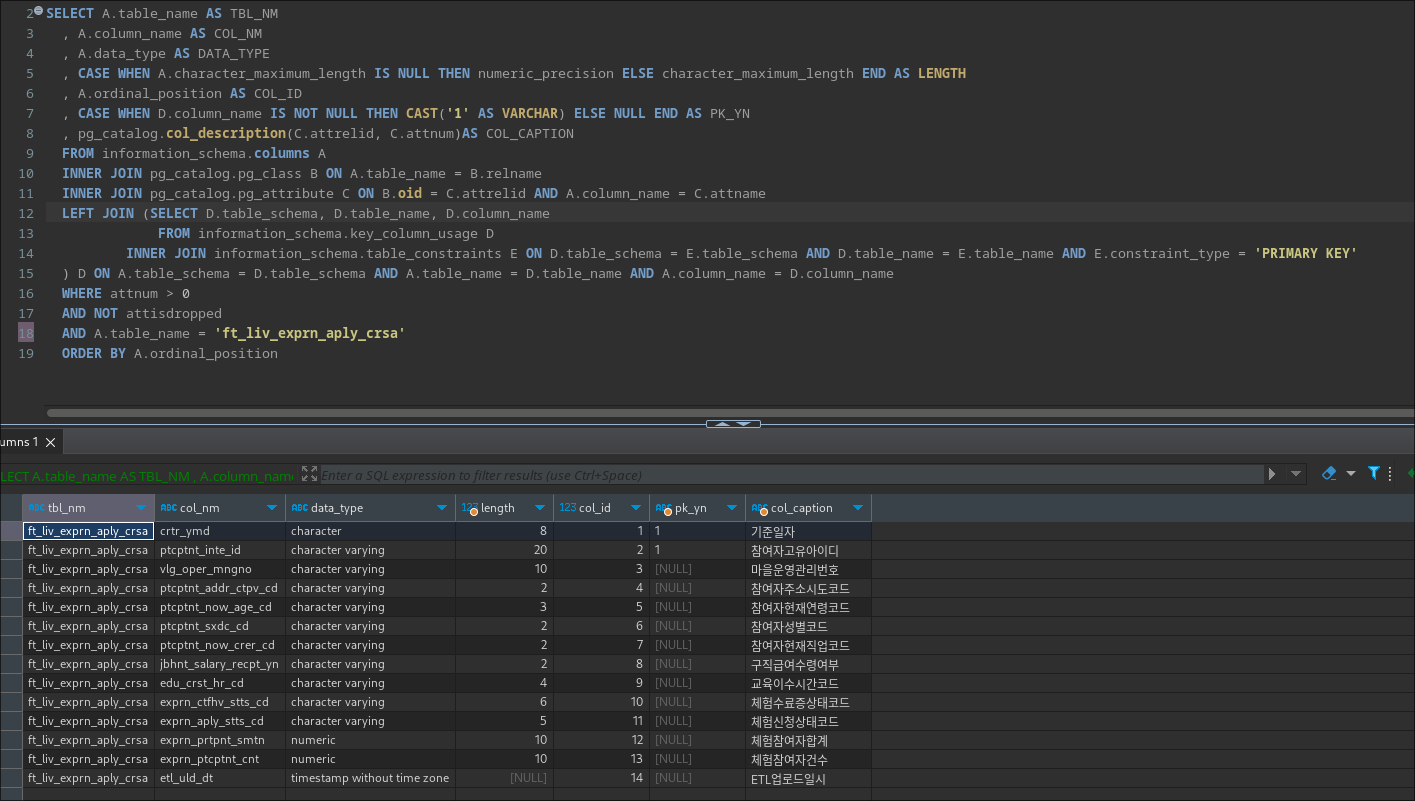 2 SELECT A.table_name AS TBL_NM
3 , A.column_name AS COL_NM
4 , A.data_type AS DATA_TYPE
5 , CASE WHEN A.character_maximum_length IS NULL THEN numeric_precision ELSE character_maximum_length END AS LENGTH
6 , A.ordinal_position AS COL_ID
7 , CASE WHEN D.column_name IS NOT NULL THEN CAST('1' AS VARCHAR) ELSE NULL END AS PK_YN
8 , pg_catalog.col_description(C.attrelid, C.attnum)AS COL_CAPTION
9 FROM information_schema.columns A
10 INNER JOIN pg_catalog.pg_class B ON A.table_name = B.relname
11 INNER JOIN pg_catalog.pg_attribute C ON B.oid = C.attrelid AND A.column_name = C.attname
12 LEFT JOIN (SELECT D.table_schema, D.table_name, D.column_name
13 FROM information_schema.key_column_usage D
14 INNER JOIN information_schema.table_constraints E ON D.table_schema = E.table_schema AND D.table_name = E.table_name AND E.constraint_type = 'PRIMARY KEY'
15 ) D ON A.table_schema = D.table_schema AND A.table_name = D.table_name AND A.column_name = D.column_name
16 WHERE attnum > 0
17 AND NOT attisdropped
18 AND A.table_name = 'ft_liv_exprn_aply_crsa'
19 ORDER BY A.ordinal_position
umns 1
LECT A.table_name AS TBL_NM , A.column_name Enter a SQL expression to filter results (use Ctrl+Space)
ABC tbl_nm ABC col_nm ABC data_type 123 length 123 col_id ABC pk_yn ABC col_caption
ft_liv_exprn_aply_crsa crtr_ymd character 8 1 1 기준일자
ft_liv_exprn_aply_crsa ptcptnt_inte_id character varying 20 2 1 참여자고유아이디
ft_liv_exprn_aply_crsa vlg_oper_mngno character varying 10 3 [NULL] 마을운영관리번호
ft_liv_exprn_aply_crsa ptcptnt_addr_ctpv_cd character varying 2 4 [NULL] 참여자주소시도코드
ft_liv_exprn_aply_crsa ptcptnt_now_age_cd character varying 3 5 [NULL] 참여자현재연령코드
ft_liv_exprn_aply_crsa ptcptnt_sxdc_cd character varying 2 6 [NULL] 참여자성별코드
ft_liv_exprn_aply_crsa ptcptnt_now_crer_cd character varying 2 7 [NULL] 참여자현재직업코드
ft_liv_exprn_aply_crsa jbhnt_salary_recpt_yn character varying 2 8 [NULL] 구직급여수령여부
ft_liv_exprn_aply_crsa edu_crst_hr_cd character varying 4 9 [NULL] 교육이수시간코드
ft_liv_exprn_aply_crsa exprn_ctfhv_stts_cd character varying 6 10 [NULL] 체험수료증상태코드
ft_liv_exprn_aply_crsa exprn_aply_stts_cd character varying 5 11 [NULL] 체험신청상태코드
ft_liv_exprn_aply_crsa exprn_prtpnt_smtn numeric 10 12 [NULL] 체험참여자합계
ft_liv_exprn_aply_crsa exprn_ptcptnt_cnt numeric 10 13 [NULL] 체험참여자건수
ft_liv_exprn_aply_crsa etl_uld_dt timestamp without time zone [NULL] 14 [NULL] ETL업로드일시